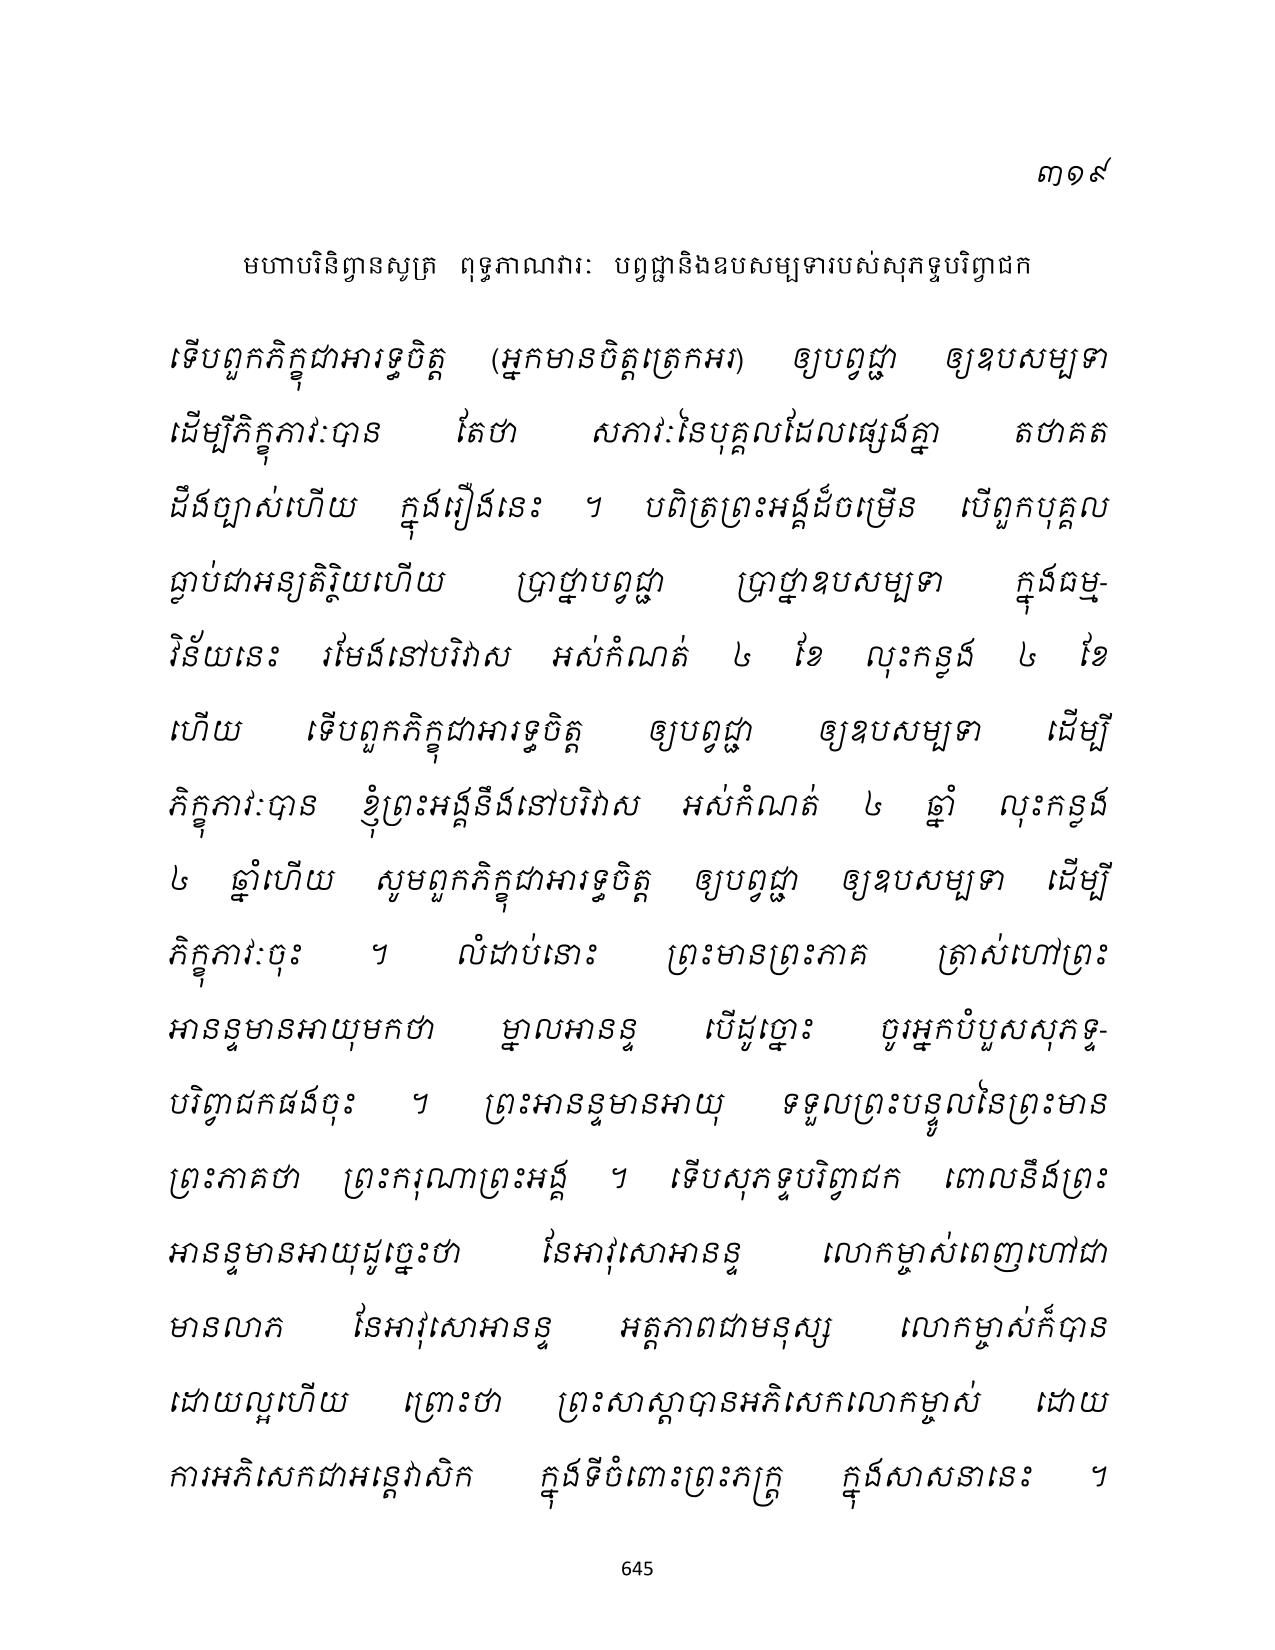 ៣១៩
មហាបរិនិព្វានសូត្រ ពុទ្ធភាណវារៈ បព្វជ្ជានិងឧបសម្បទារបស់សុភទ្ទបរិព្វាជក
ទើបពួកភិក្ខុជាអារទ្ធចិត្ត (អ្នកមានចិត្តត្រេកអរ) ឲ្យបព្វជ្ជា ឲ្យឧបសម្បទា
ដើម្បីភិក្ខុភាវៈបាន តែថា សភាវៈនៃបុគ្គលដែលផ្សេងគ្នា តថាគត
ដឹងច្បាស់ហើយ ក្នុងរឿងនេះ ។ បពិត្រព្រះអង្គដ៏ចម្រើន បើពួកបុគ្គល
ធ្លាប់ជាអន្យតិរ្ថិយហើយ ប្រាថ្នាបព្វជ្ជា ប្រាថ្នាឧបសម្បទា ក្នុងធម្ម-
វិន័យនេះ រមែងនៅបរិវាស អស់កំណត់ ៤ ខែ លុះកន្លង ៤ ខែ
ហើយ ទើបពួកភិក្ខុជាអារទ្ធចិត្ត ឲ្យបព្វជ្ជា ឲ្យឧបសម្បទា ដើម្បី
ភិក្ខុភាវៈបាន ខ្ញុំព្រះអង្គនឹងនៅបរិវាស អស់កំណត់ ៤ ឆ្នាំ លុះកន្លង
៤ ឆ្នាំហើយ សូមពួកភិក្ខុជាអារទ្ធចិត្ត ឲ្យបព្វជ្ជា ឲ្យឧបសម្បទា ដើម្បី
ភិក្ខុភាវៈចុះ ។ លំដាប់នោះ ព្រះមានព្រះភាគ ត្រាស់ហៅព្រះ
អានន្ទមានអាយុមកថា ម្នាលអានន្ទ បើដូច្នោះ ចូរអ្នកបំបួសសុភទ្ទ-
បរិព្វាជកផងចុះ ។ ព្រះអានន្ទមានអាយុ ទទួលព្រះបន្ទូលនៃព្រះមាន
ព្រះភាគថា ព្រះករុណាព្រះអង្គ ។ ទើបសុភទ្ទបរិព្វាជក ពោលនឹងព្រះ
អានន្ទមានអាយុដូច្នេះថា នែអាវុសោអានន្ទ លោកម្ចាស់ពេញហៅជា
មានលាភ នែអាវុសោអានន្ទ អត្តភាពជាមនុស្ស លោកម្ចាស់ក៏បាន
ដោយល្អហើយ ព្រោះថា ព្រះសាស្តាបានអភិសេកលោកម្ចាស់ ដោយ
ការអភិសេកជាអន្តេវាសិក ក្នុងទីចំពោះព្រះភក្ត្រ ក្នុងសាសនានេះ ។
645